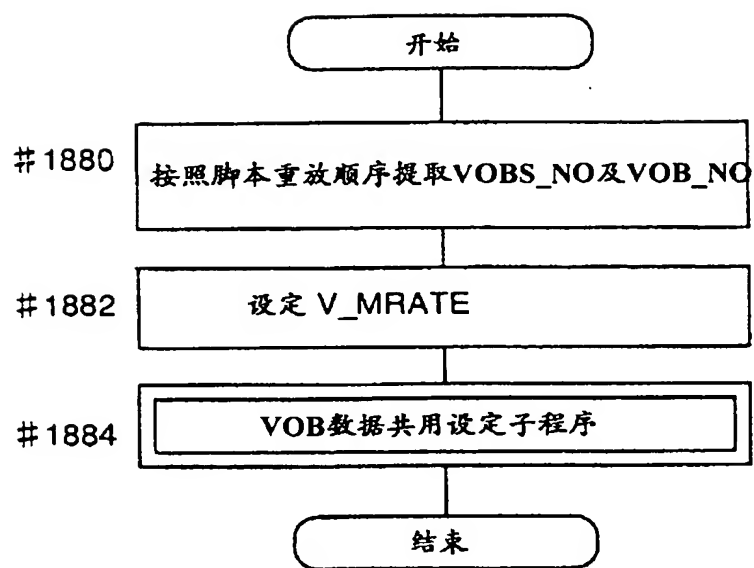 开始
#1880
按照脚本重放顺序提取VOBS_NO及VOB_NO
#1882
设定 V_MRATE
#1884
VOB数据共用设定子程序
结束